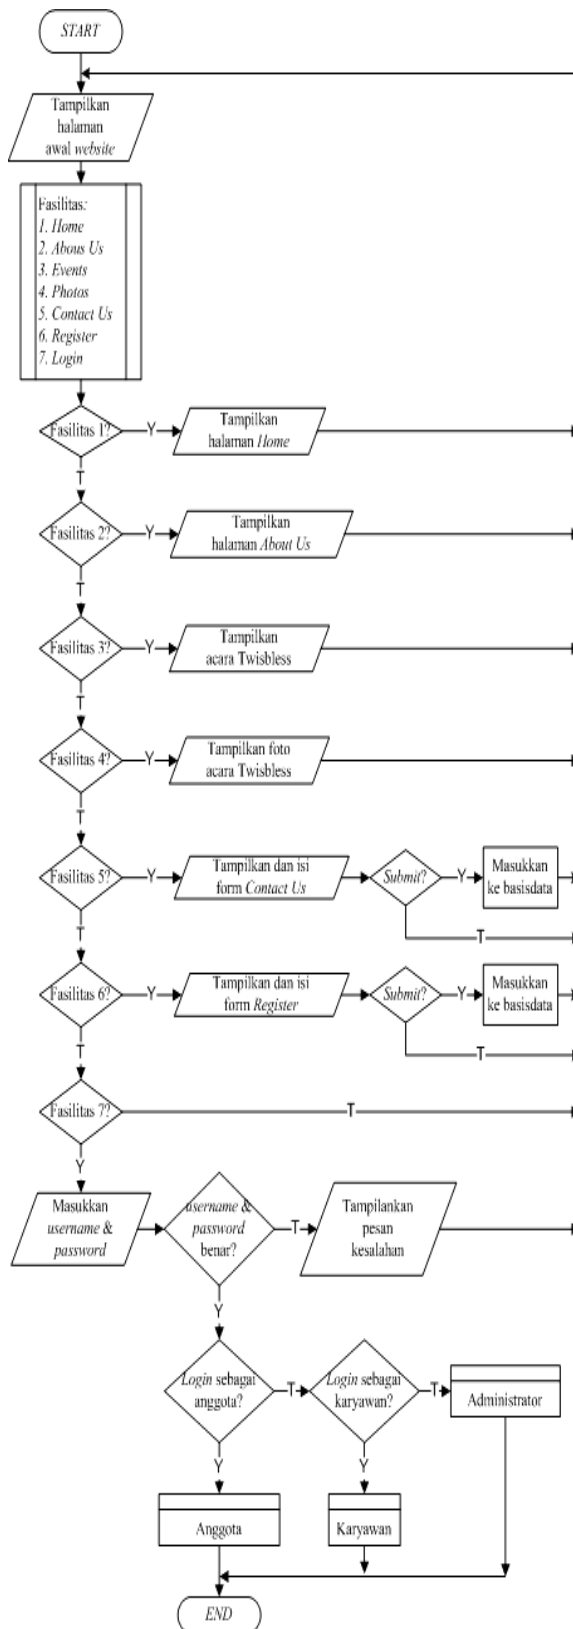 START
Tampilkan
halaman
awal website
Fasilitas:
1. Home
2. Abous Us
3. Events
4. Photos
5. Contact Us
6. Register
7. Login
Fasilitas 1?
Y
Tampilkan
halaman Home
T
Fasilitas 2?
Y
Tampilkan
halaman About Us
T
Fasilitas 3?
Y
Tampilkan
acara Twisbless
T
Fasilitas 4?
Y
Tampilkan foto
acara Twisbless
T
Fasilitas 5?
Y
Tampilkan dan isi
form Contact Us
Submit?
Y
Masukkan
ke basisdata
T
T
Fasilitas 6?
Y
Tampilkan dan isi
form Register
Submit?
Y
Masukkan
ke basisdata
T
T
Fasilitas 7?
T
Y
Masukkan
username &
password
username &
password
benar?
T
Tampilankan
pesan
kesalahan
Y
Login sebagai
anggota?
T
Login sebagai
karyawan?
T
Administrator
Y
Y
Anggota
Karyawan
END